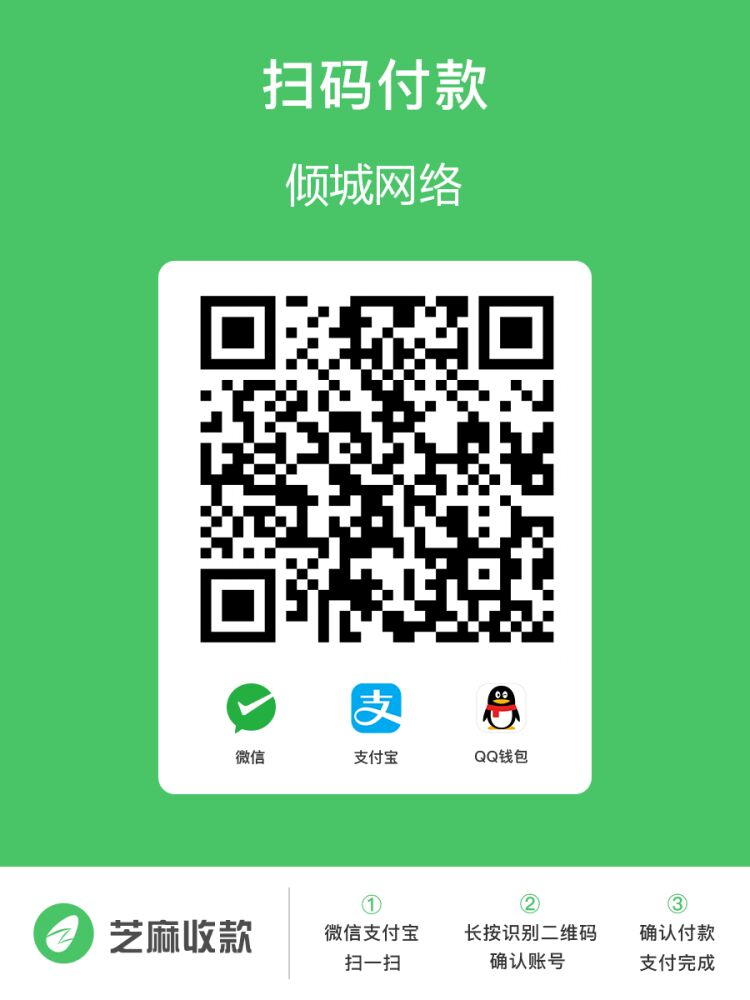 扫码付款
倾城网络
支
微信
支付宝
QQ钱包
芝麻收款
①
微信支付宝
扫一扫
②
长按识别二维码
确认账号
③
确认付款
支付完成